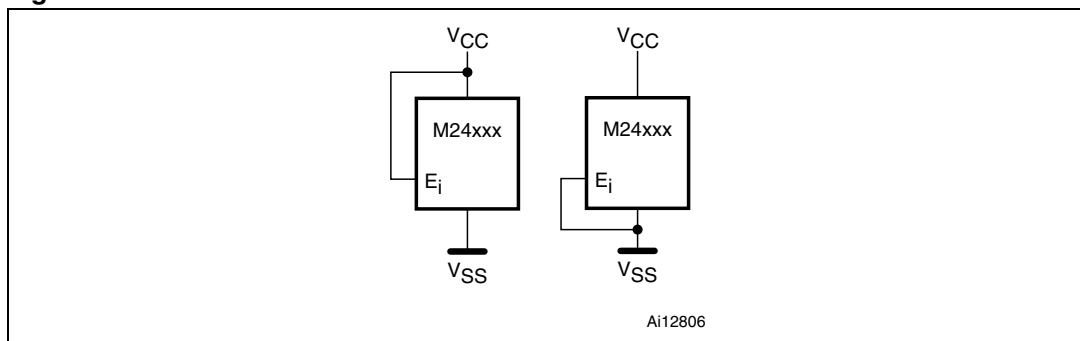 VCC VCC
M24xxx M24xxx
Ei Ei
VSS VSS
Ai12806